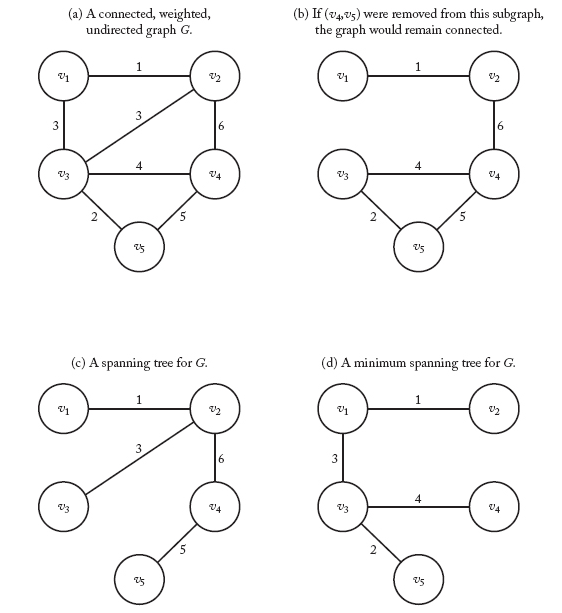 (a) A connected, weighted,
undirected graph G.
v1 1 v2
3 3 6
v3 4 v4
2 5
v5
(b) If (v4,v5) were removed from this subgraph,
the graph would remain connected.
v1 1 v2
6
v3 4 v4
2 5
v5
(c) A spanning tree for G.
v1 1 v2
3 6
v3 v4
5
v5
(d) A minimum spanning tree for G.
v1 1 v2
3
v3 4 v4
2
v5